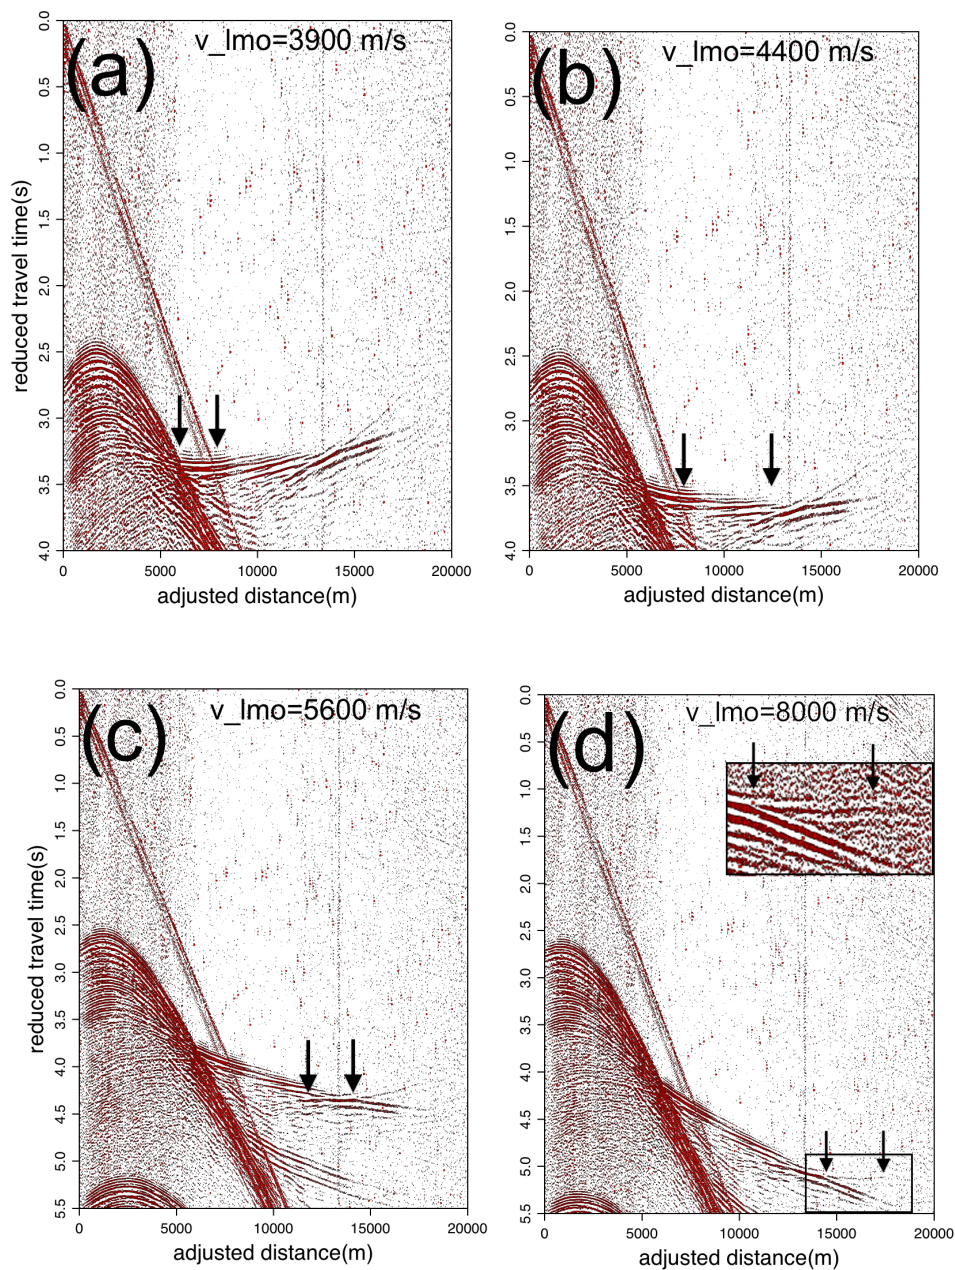 (a)
v_lmo=3900 m/s
reduced travel time(s)
0.0
0.5
1.0
1.5
2.0
2.5
3.0
3.5
4.0
0 5000 10000 15000 20000
adjusted distance(m)
(b)
v_lmo=4400 m/s
0.0
0.5
1.0
1.5
2.0
2.5
3.0
3.5
4.0
0 5000 10000 15000 20000
adjusted distance(m)
(c)
v_lmo=5600 m/s
reduced travel time(s)
0.0
0.5
1.0
1.5
2.0
2.5
3.0
3.5
4.0
4.5
5.0
5.5
0 5000 10000 15000 20000
adjusted distance(m)
(d)
v_lmo=8000 m/s
0.0
0.5
1.0
1.5
2.0
2.5
3.0
3.5
4.0
4.5
5.0
5.5
0 5000 10000 15000 20000
adjusted distance(m)